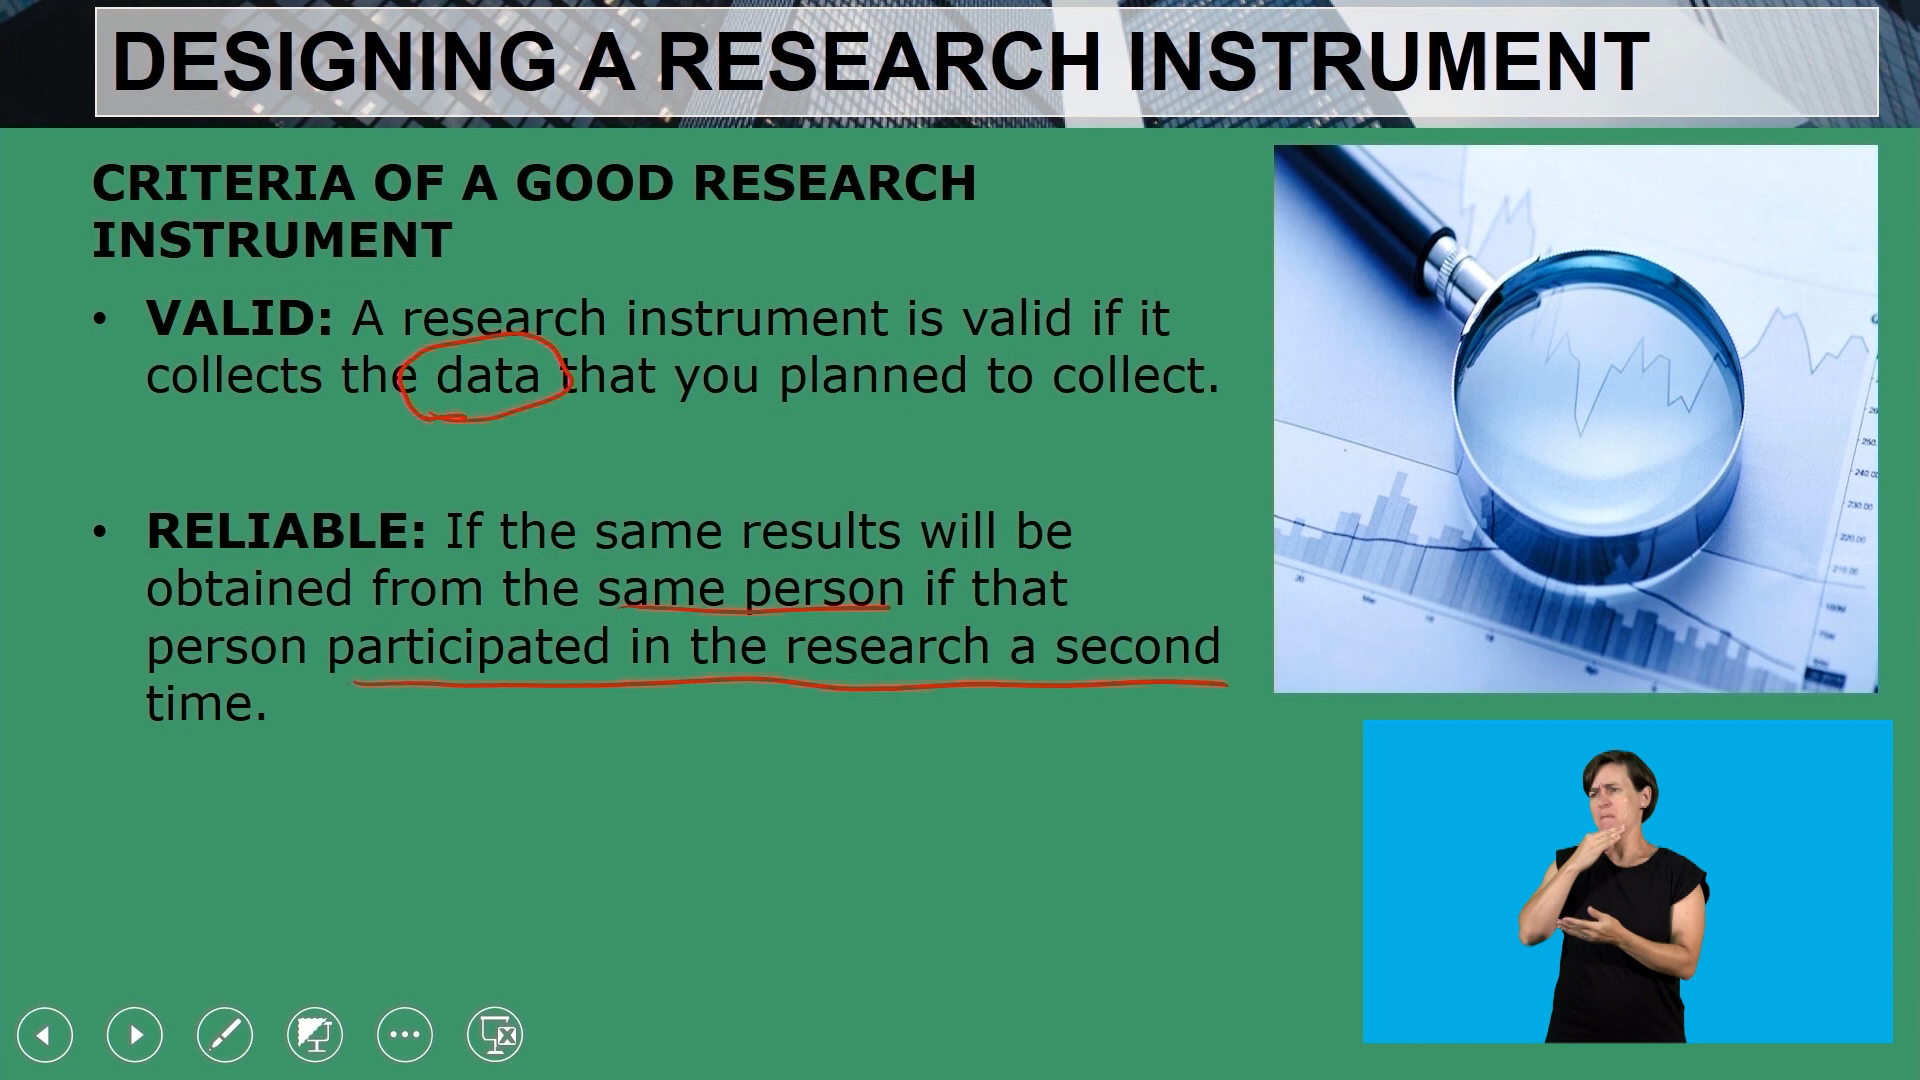 DESIGNING A RESEARCH INSTRUMENT
CRITERIA OF A GOOD RESEARCH
INSTRUMENT
• VALID: A research instrument is valid if it
collects the data that you planned to collect.
• RELIABLE: If the same results will be
obtained from the same person if that
person participated in the research a second
time.